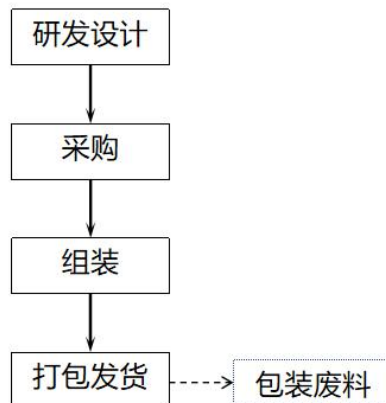 研发设计
采购
组装
打包发货
包装废料